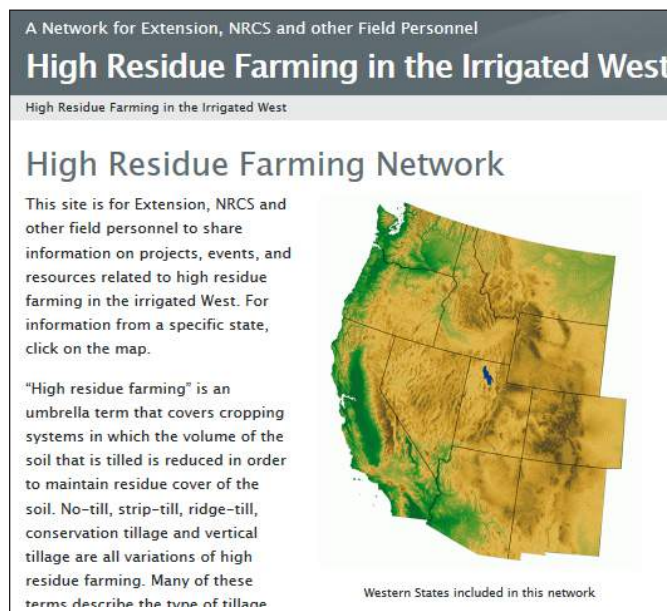 A Network for Extension, NRCS and other Field Personnel
High Residue Farming in the Irrigated West
High Residue Farming in the Irrigated West
High Residue Farming Network
This site is for Extension, NRCS and
other field personnel to share
information on projects, events, and
resources related to high residue
farming in the irrigated West. For
information from a specific state,
click on the map.
“High residue farming” is an
umbrella term that covers cropping
systems in which the volume of the
soil that is tilled is reduced in order
to maintain residue cover of the
soil. No-till, strip-till, ridge-till,
conservation tillage and vertical
tillage are all variations of high
residue farming. Many of these
terms describe the type of tillage
Western States included in this network